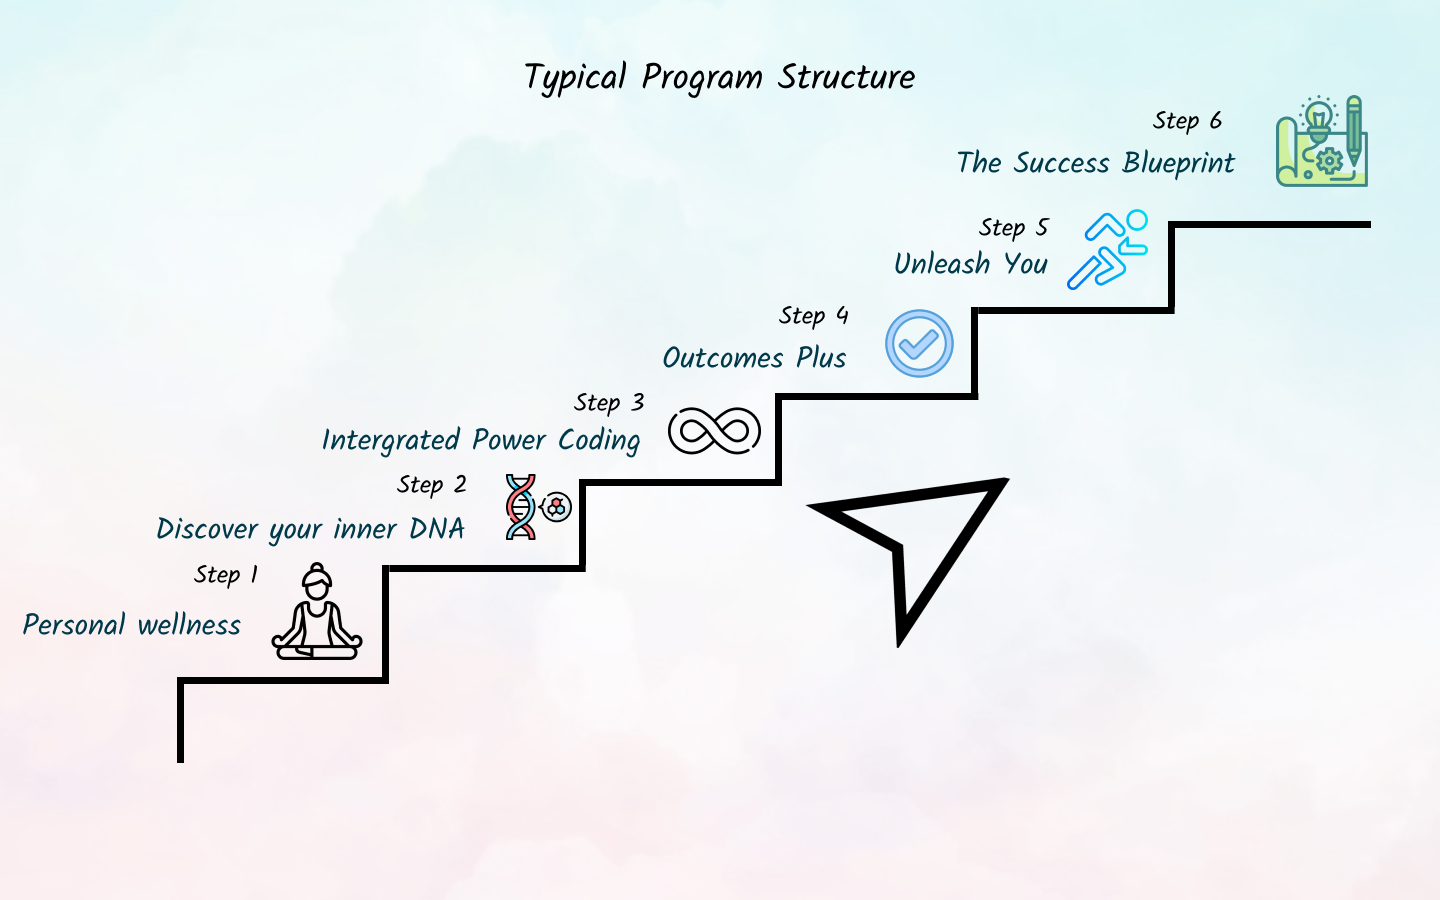 Typical Program Structure
Step 6
The Success Blueprint
Step 5
Unleash You
Step 4
Outcomes Plus
Step 3
Intergrated Power Coding
Step 2
Discover your inner DNA
Step 1
Personal wellness